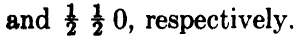 and ½ ½ 0, respectively.